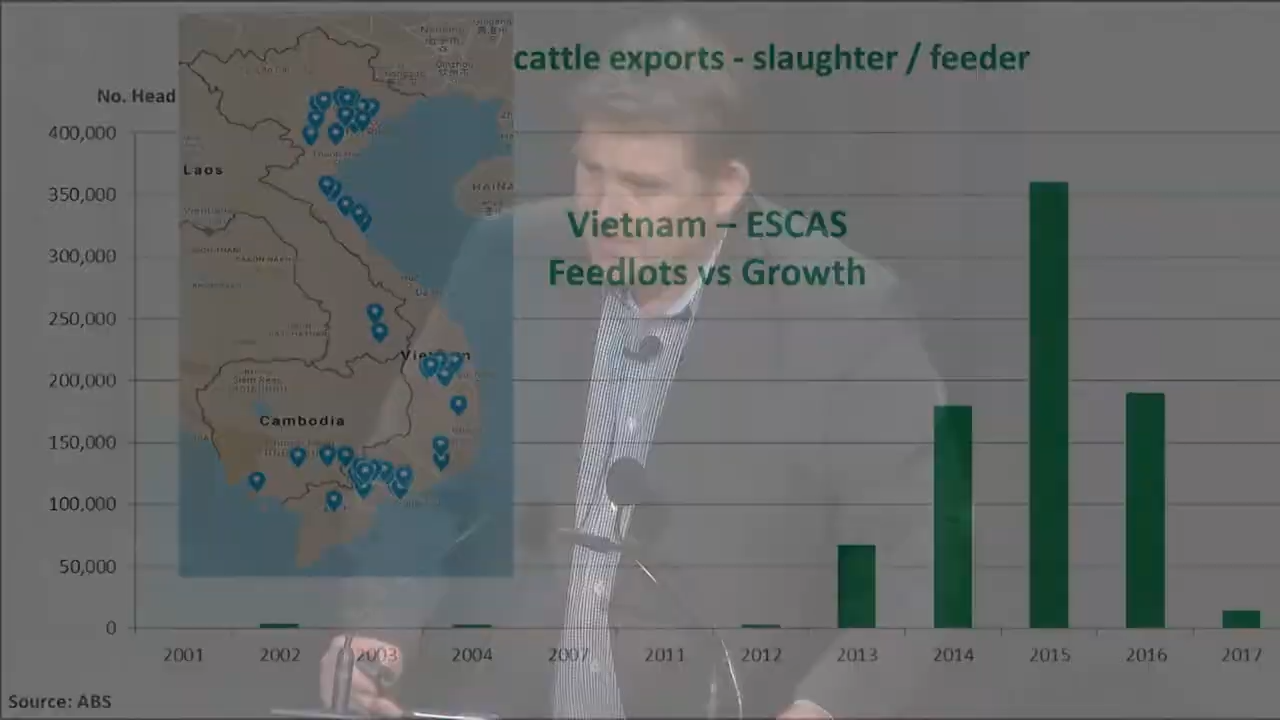 cattle exports - slaughter / feeder
No. Head
400,000
350,000
300,000
250,000
200,000
150,000
100,000
50,000
0
Vietnam – ESCAS
Feedlots vs Growth
Laos
HAINA
Vietnam
Cambodia
2001 2002 2003 2004 2007 2011 2012 2013 2014 2015 2016 2017
Source: ABS